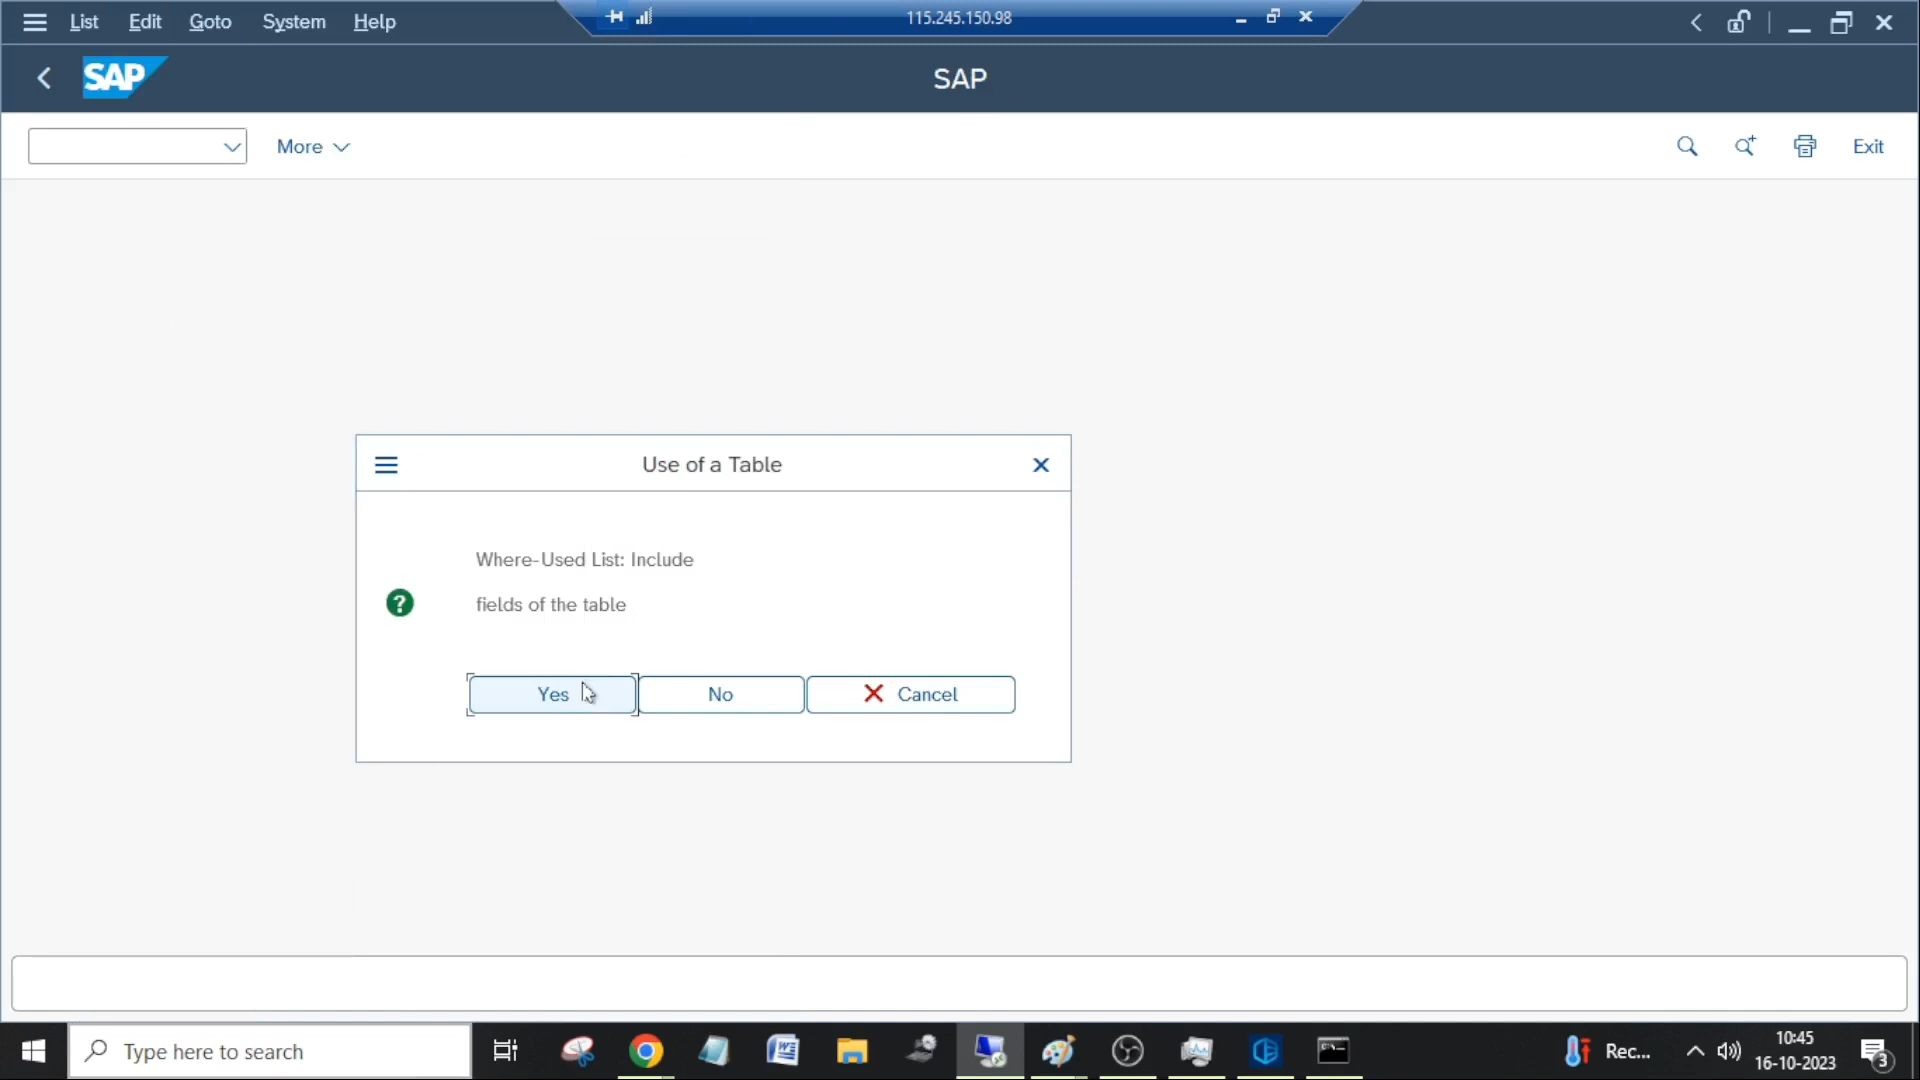 List Edit Goto System Help
115.245.150.98
SAP
SAP
More
Exit
Use of a Table
Where-Used List: Include
fields of the table
Yes No Cancel
Type here to search
Rec...
10:45
16-10-2023
3